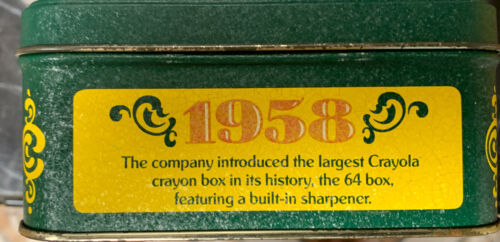 1958
The company introduced the largest Crayola
crayon box in its history, the 64 box,
featuring a built-in sharpener.